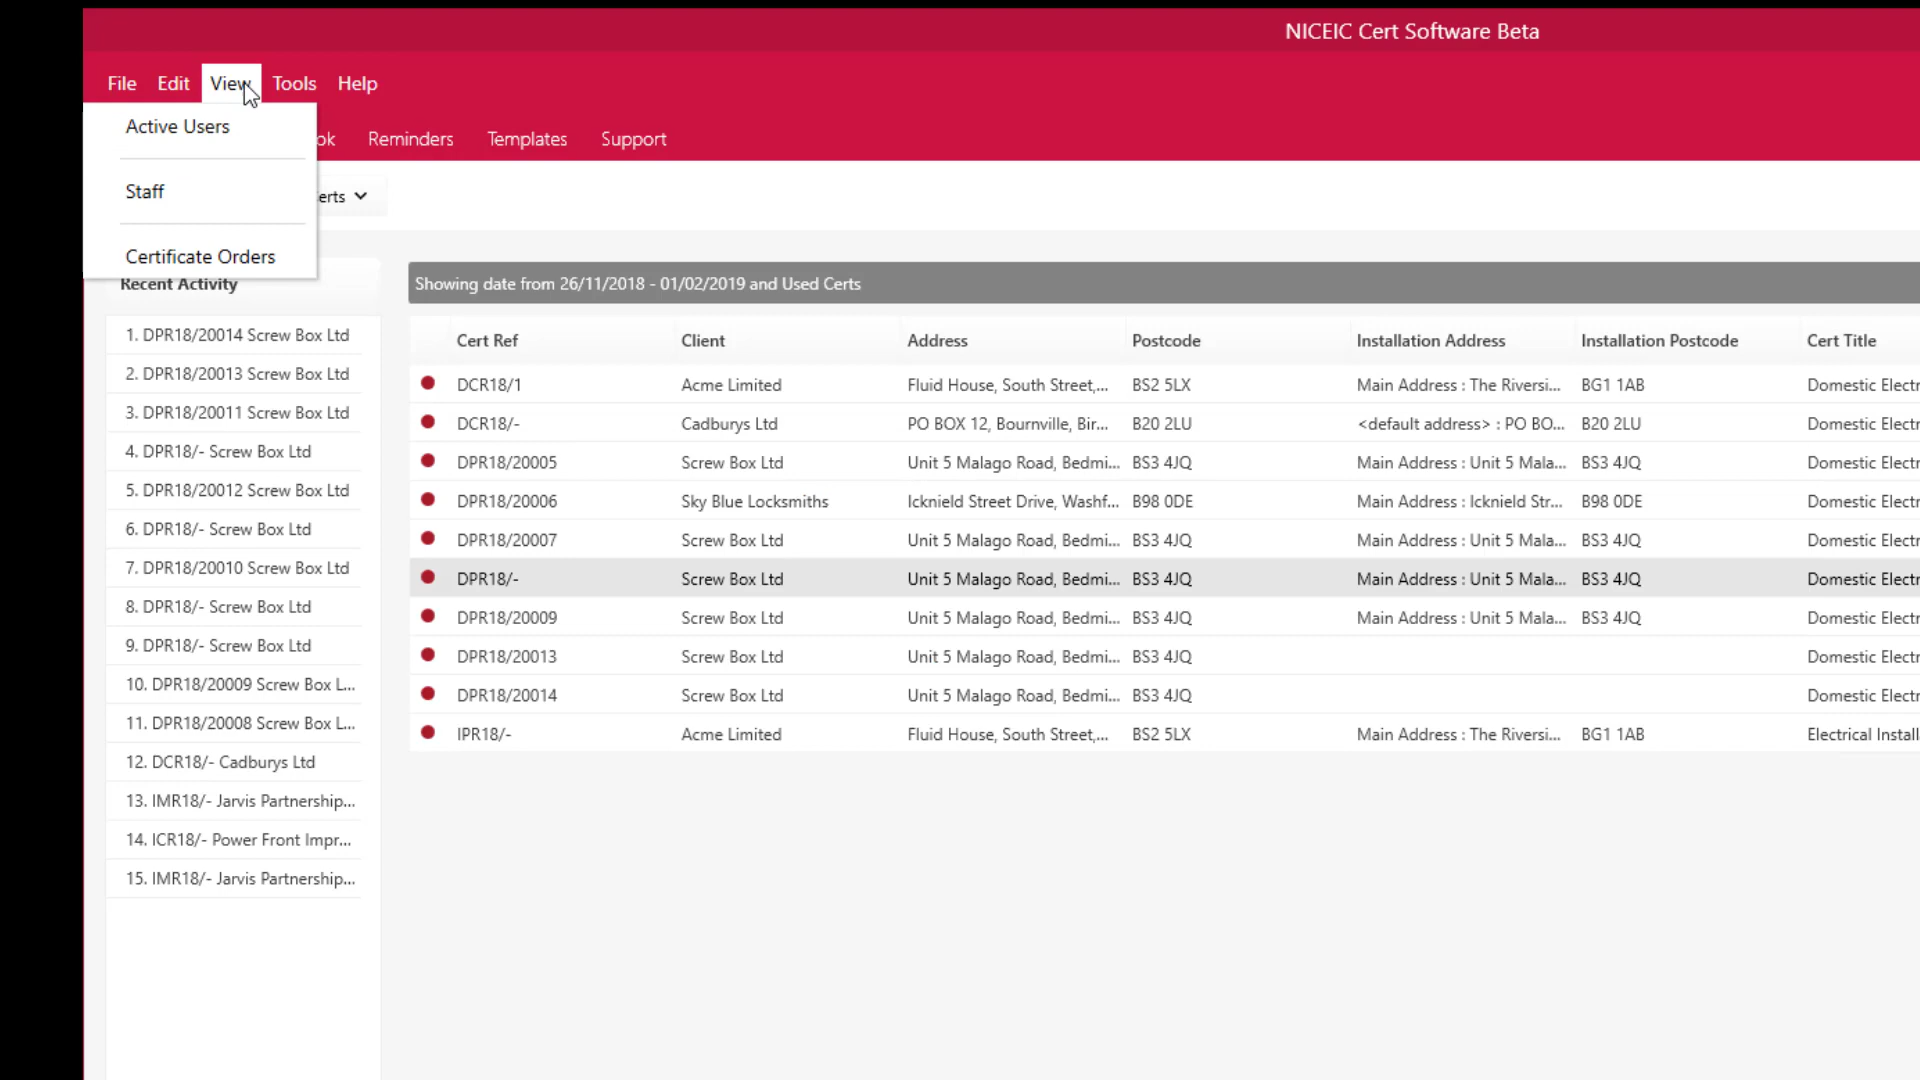 NICEIC Cert Software Beta
File Edit View Tools Help
Active Users
ok Reminders Templates Support
Staff
erts
Certificate Orders
Recent Activity
Showing date from 26/11/2018 - 01/02/2019 and Used Certs
1. DPR18/20014 Screw Box Ltd
2. DPR18/20013 Screw Box Ltd
3. DPR18/20011 Screw Box Ltd
4. DPR18/- Screw Box Ltd
5. DPR18/20012 Screw Box Ltd
6. DPR18/- Screw Box Ltd
7. DPR18/20010 Screw Box Ltd
8. DPR18/- Screw Box Ltd
9. DPR18/- Screw Box Ltd
10. DPR18/20009 Screw Box L...
11. DPR18/20008 Screw Box L...
12. DCR18/- Cadburys Ltd
13. IMR18/- Jarvis Partnership...
14. ICR18/- Power Front Impr...
15. IMR18/- Jarvis Partnership...
Cert Ref Client Address Postcode Installation Address Installation Postcode Cert Title
DCR18/1 Acme Limited Fluid House, South Street,... BS2 5LX Main Address : The Riversi... BG1 1AB Domestic Electr
DCR18/- Cadburys Ltd PO BOX 12, Bournville, Bir... B20 2LU <default address> : PO BO... B20 2LU Domestic Electr
DPR18/20005 Screw Box Ltd Unit 5 Malago Road, Bedmi... BS3 4JQ Main Address : Unit 5 Mala... BS3 4JQ Domestic Electr
DPR18/20006 Sky Blue Locksmiths Icknield Street Drive, Washf... B98 0DE Main Address : Icknield Str... B98 0DE Domestic Electr
DPR18/20007 Screw Box Ltd Unit 5 Malago Road, Bedmi... BS3 4JQ Main Address : Unit 5 Mala... BS3 4JQ Domestic Electr
DPR18/- Screw Box Ltd Unit 5 Malago Road, Bedmi... BS3 4JQ Main Address : Unit 5 Mala... BS3 4JQ Domestic Electr
DPR18/20009 Screw Box Ltd Unit 5 Malago Road, Bedmi... BS3 4JQ Main Address : Unit 5 Mala... BS3 4JQ Domestic Electr
DPR18/20013 Screw Box Ltd Unit 5 Malago Road, Bedmi... BS3 4JQ Domestic Electr
DPR18/20014 Screw Box Ltd Unit 5 Malago Road, Bedmi... BS3 4JQ Domestic Electr
IPR18/- Acme Limited Fluid House, South Street,... BS2 5LX Main Address : The Riversi... BG1 1AB Electrical Install